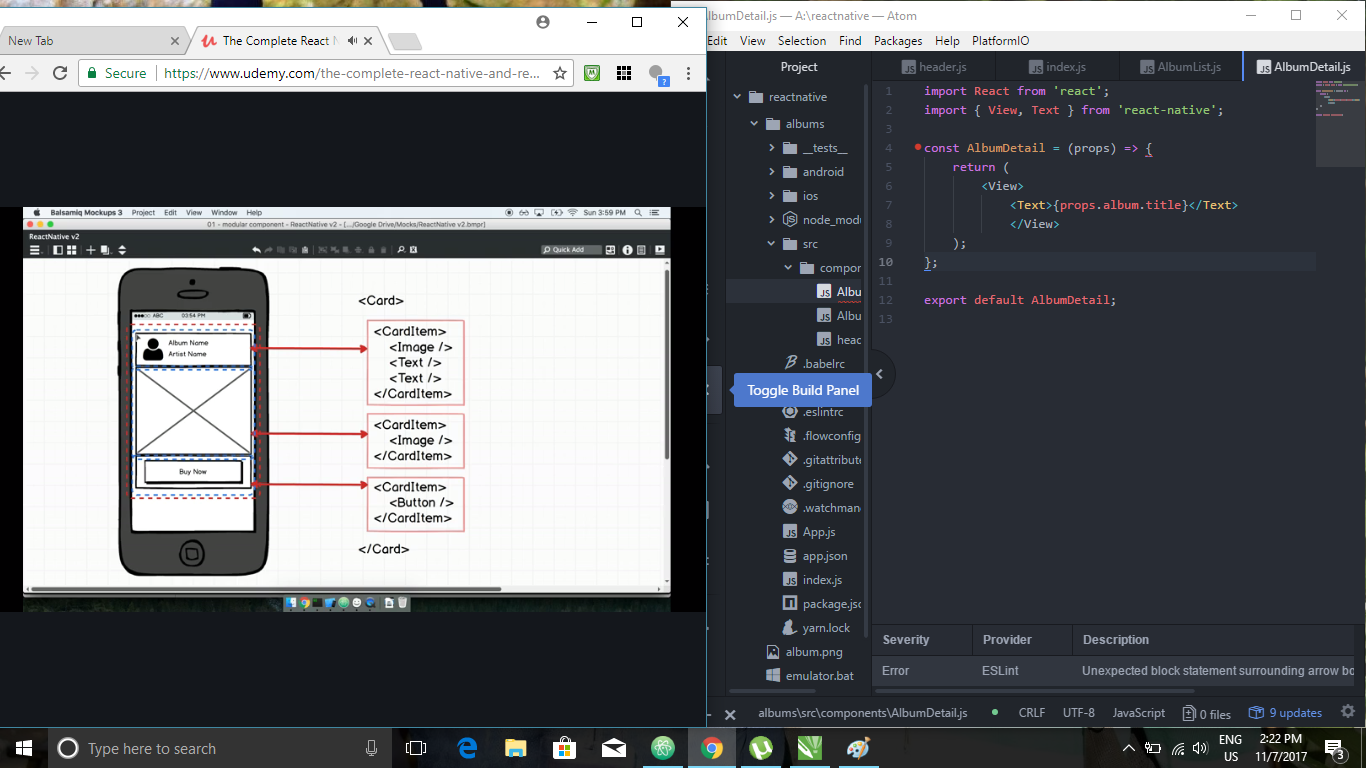 New Tab
The Complete React N
Secure
https://www.udemy.com/the-complete-react-native-and-re...
Balsamiq Mockups 3 Project Edit View Window Help
Sun 3:59 PM
01 - modular component - ReactNative v2 - [.../Google Drive/Mocks/ReactNative v2.bmpr]
ReactNative v2
Quick Add
ABC 03:54 PM
Album Name
Artist Name
Buy Now
<Card>
<CardItem>
<Image />
<Text />
<Text />
</CardItem>
<CardItem>
<Image />
</CardItem>
<CardItem>
<Button />
</CardItem>
</Card>
lbumDetail.js — A:\reactnative — Atom
Edit View Selection Find Packages Help PlatformIO
Project
reactnative
albums
__tests__
android
ios
node_modu
src
compor
Albu
Albu
head
.babelrc
Toggle Build Panel
.eslintrc
.flowconfig
.gitattribute
.gitignore
.watchman
App.js
app.json
index.js
package.jso
yarn.lock
album.png
emulator.bat
header.js index.js AlbumList.js AlbumDetail.js
1 import React from 'react';
2 import { View, Text } from 'react-native';
3
4 const AlbumDetail = (props) => {
5 return (
6 <View>
7 <Text>{props.album.title}</Text>
8 </View>
9 );
10 };
11
12 export default AlbumDetail;
13
Severity Provider Description
Error ESLint Unexpected block statement surrounding arrow bo
albums\src\components\AlbumDetail.js CRLF UTF-8 JavaScript 0 files 9 updates
Type here to search
ENG 2:22 PM
US 11/7/2017
3